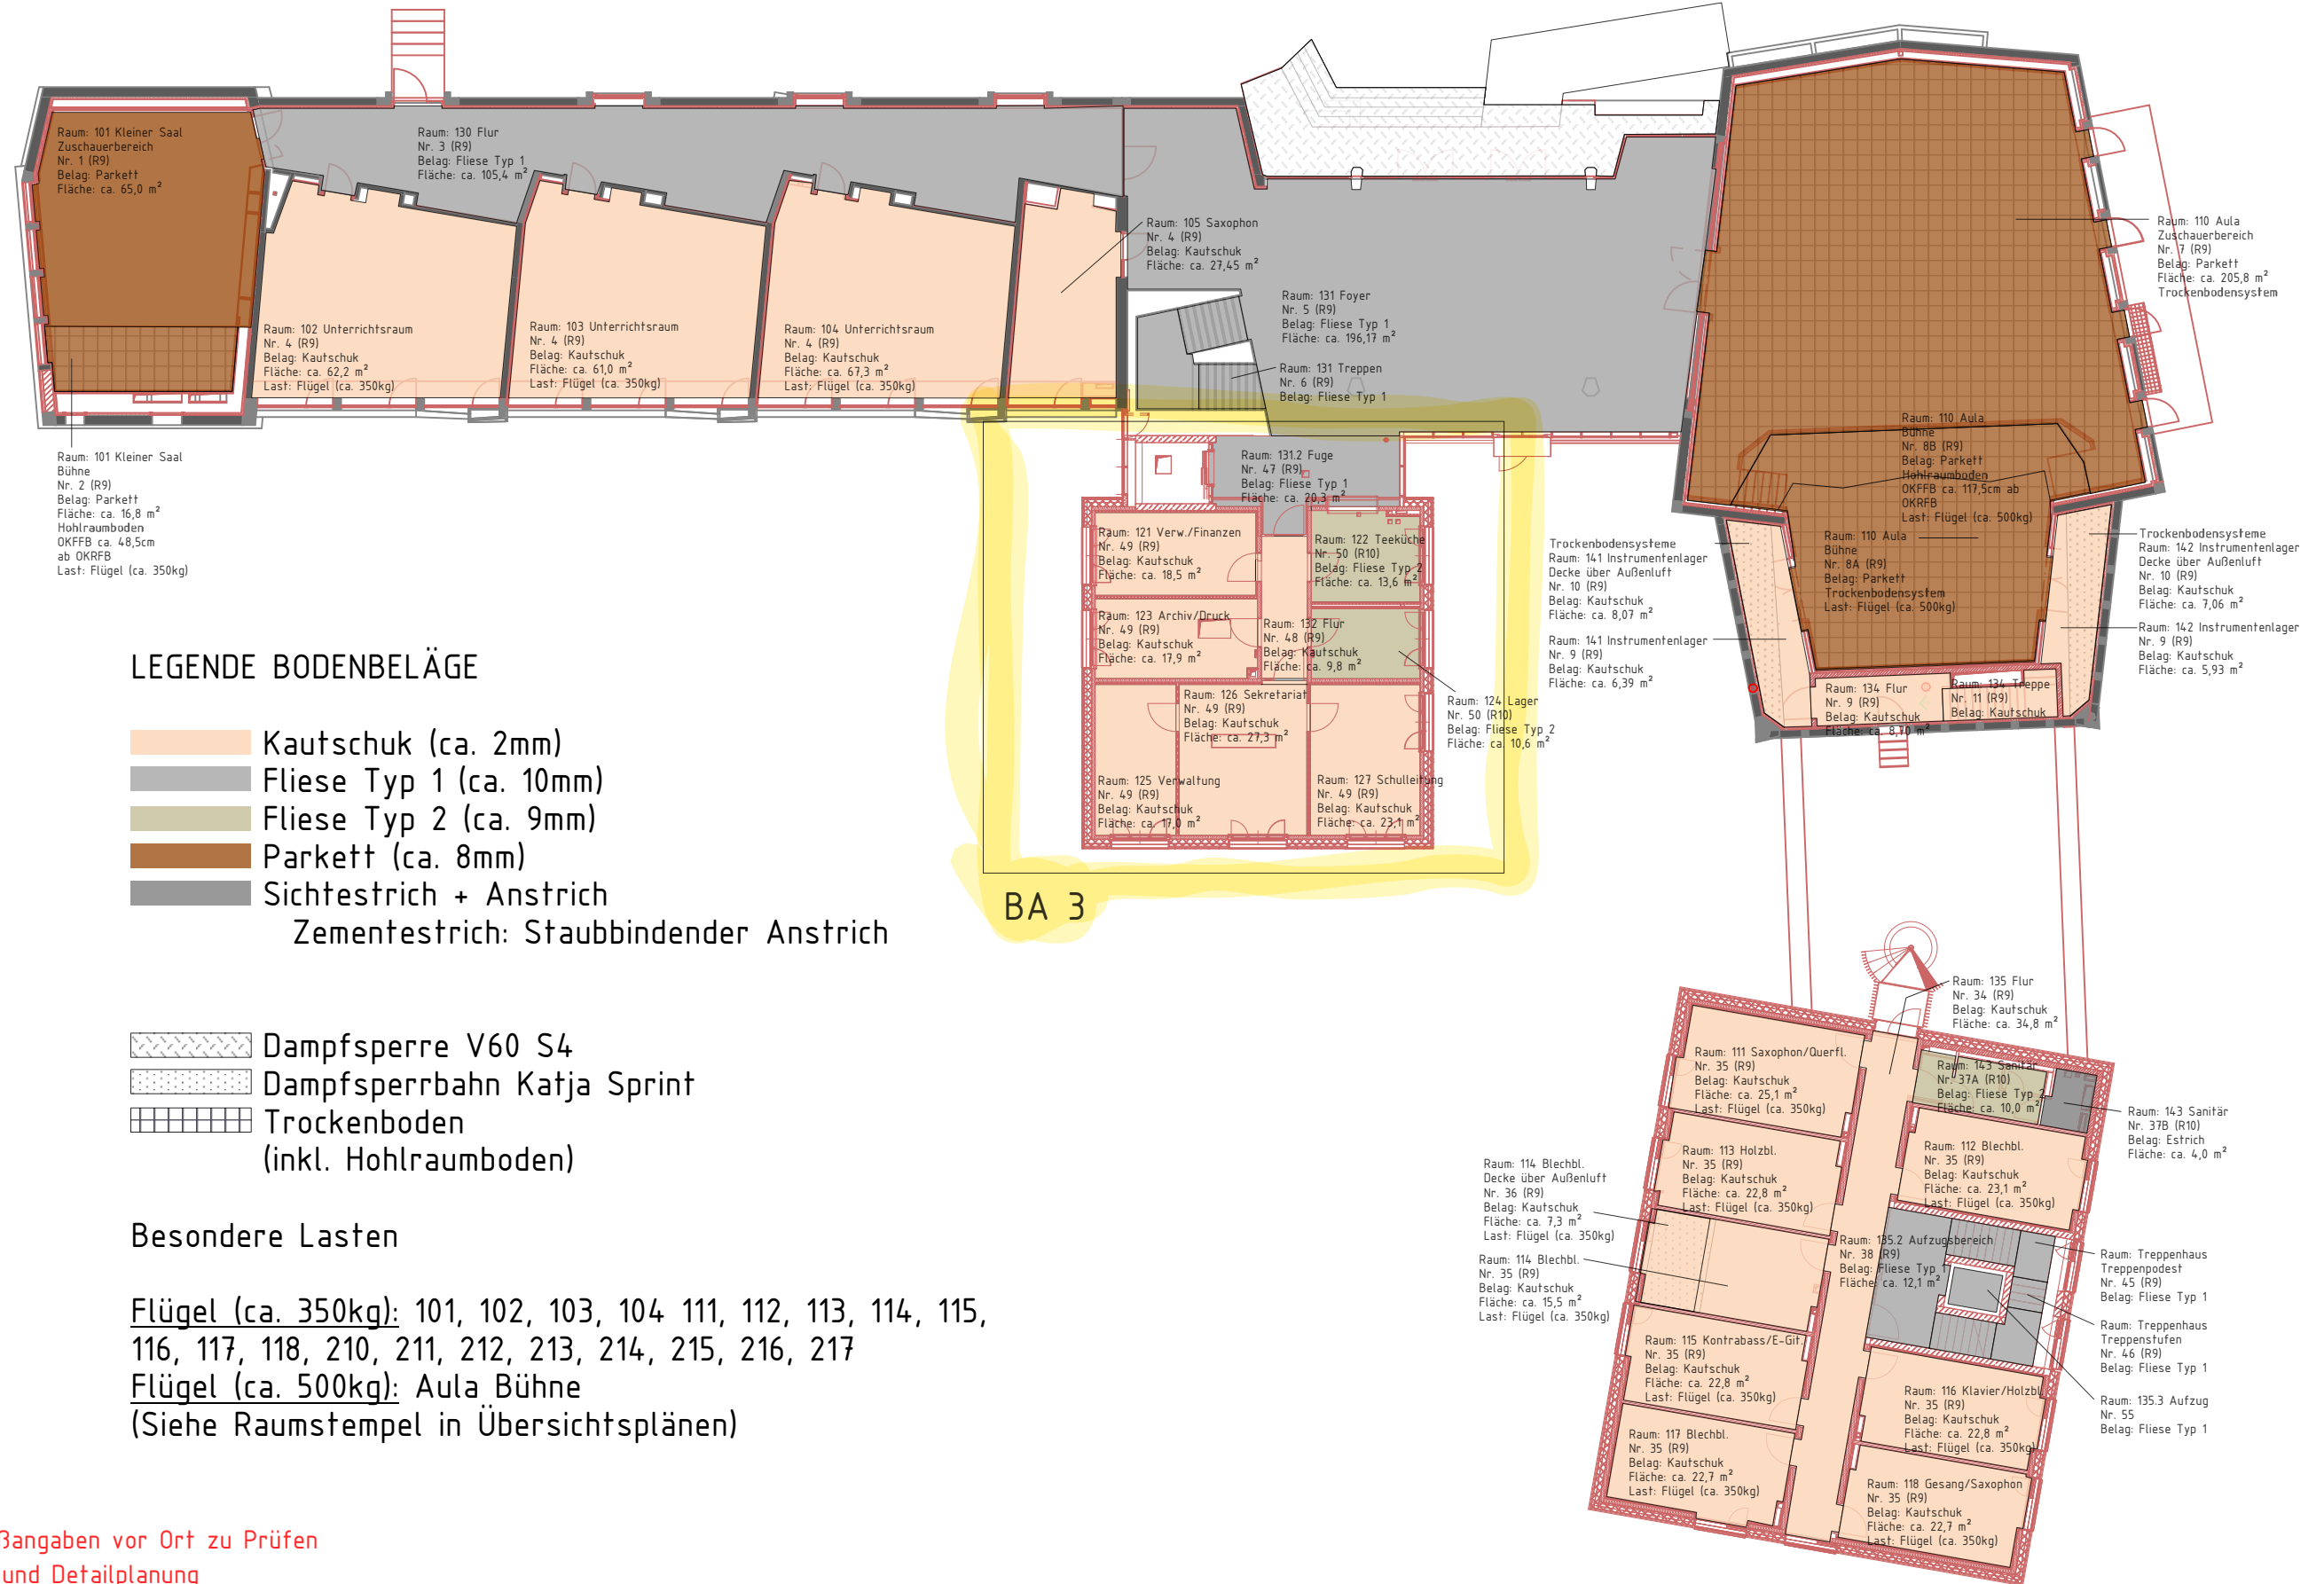 Raum: 101 Kleiner Saal
Zuschauerbereich
Nr. 1 (R9)
Belag: Parkett
Fläche: ca. 65,0 m²
Raum: 130 Flur
Nr. 3 (R9)
Belag: Fliese Typ 1
Fläche: ca. 105,4 m²
Raum: 105 Saxophon
Nr. 4 (R9)
Belag: Kautschuk
Fläche: ca. 27,45 m²
Raum: 110 Aula
Zuschauerbereich
Nr. 7 (R9)
Belag: Parkett
Fläche: ca. 205,8 m²
Trockenbodensystem
Raum: 102 Unterrichtsraum
Nr. 4 (R9)
Belag: Kautschuk
Fläche: ca. 62,2 m²
Last: Flügel (ca. 350kg)
Raum: 103 Unterrichtsraum
Nr. 4 (R9)
Belag: Kautschuk
Fläche: ca. 61,0 m²
Last: Flügel (ca. 350kg)
Raum: 104 Unterrichtsraum
Nr. 4 (R9)
Belag: Kautschuk
Fläche: ca. 67,3 m²
Last: Flügel (ca. 350kg)
Raum: 131 Foyer
Nr. 5 (R9)
Belag: Fliese Typ 1
Fläche: ca. 196,17 m²
Raum: 131 Treppen
Nr. 6 (R9)
Belag: Fliese Typ 1
Raum: 101 Kleiner Saal
Bühne
Nr. 2 (R9)
Belag: Parkett
Fläche: ca. 16,8 m²
Hohlraumboden
OKFFB ca. 48,5cm
ab OKRFB
Last: Flügel (ca. 350kg)
Raum: 131.2 Fuge
Nr. 47 (R9)
Belag: Fliese Typ 1
Fläche: ca. 20,3 m²
Raum: 110 Aula
Bühne
Nr. 8B (R9)
Belag: Parkett
Hohlraumboden
OKFFB ca. 117,5cm ab
OKRFB
Last: Flügel (ca. 500kg)
Raum: 110 Aula
Bühne
Nr. 8A (R9)
Belag: Parkett
Trockenbodensystem
Last: Flügel (ca. 500kg)
Raum: 121 Verw./Finanzen
Nr. 49 (R9)
Belag: Kautschuk
Fläche: ca. 18,5 m²
Raum: 122 Teeküche
Nr. 50 (R10)
Belag: Fliese Typ 2
Fläche: ca. 13,6 m²
Raum: 123 Archiv/Druck
Nr. 49 (R9)
Belag: Kautschuk
Fläche: ca. 17,9 m²
Raum: 132 Flur
Nr. 48 (R9)
Belag: Kautschuk
Fläche: ca. 9,8 m²
Raum: 126 Sekretariat
Nr. 49 (R9)
Belag: Kautschuk
Fläche: ca. 27,3 m²
Raum: 124 Lager
Nr. 50 (R10)
Belag: Fliese Typ 2
Fläche: ca. 10,6 m²
Raum: 125 Verwaltung
Nr. 49 (R9)
Belag: Kautschuk
Fläche: ca. 17,0 m²
Raum: 127 Schulleitung
Nr. 49 (R9)
Belag: Kautschuk
Fläche: ca. 23,1 m²
BA 3
Trockenbodensysteme
Raum: 141 Instrumentenlager
Decke über Außenluft
Nr. 10 (R9)
Belag: Kautschuk
Fläche: ca. 8,07 m²
Raum: 141 Instrumentenlager
Nr. 9 (R9)
Belag: Kautschuk
Fläche: ca. 6,39 m²
Trockenbodensysteme
Raum: 142 Instrumentenlager
Decke über Außenluft
Nr. 10 (R9)
Belag: Kautschuk
Fläche: ca. 7,06 m²
Raum: 142 Instrumentenlager
Nr. 9 (R9)
Belag: Kautschuk
Fläche: ca. 5,93 m²
Raum: 134 Flur
Nr. 9 (R9)
Belag: Kautschuk
Fläche: ca. 8,70 m²
Raum: 134 Treppe
Nr. 11 (R9)
Belag: Kautschuk
LEGENDE BODENBELÄGE
Kautschuk (ca. 2mm)
Fliese Typ 1 (ca. 10mm)
Fliese Typ 2 (ca. 9mm)
Parkett (ca. 8mm)
Sichtestrich + Anstrich
Zementestrich: Staubbindender Anstrich
Dampfsperre V60 S4
Dampfsperrbahn Katja Sprint
Trockenboden
(inkl. Hohlraumboden)
Besondere Lasten
Flügel (ca. 350kg): 101, 102, 103, 104 111, 112, 113, 114, 115,
116, 117, 118, 210, 211, 212, 213, 214, 215, 216, 217
Flügel (ca. 500kg): Aula Bühne
(Siehe Raumstempel in Übersichtsplänen)
Raum: 135 Flur
Nr. 34 (R9)
Belag: Kautschuk
Fläche: ca. 34,8 m²
Raum: 111 Saxophon/Querfl.
Nr. 35 (R9)
Belag: Kautschuk
Fläche: ca. 25,1 m²
Last: Flügel (ca. 350kg)
Raum: 143 Sanitär
Nr. 37A (R10)
Belag: Fliese Typ 2
Fläche: ca. 10,0 m²
Raum: 143 Sanitär
Nr. 37B (R10)
Belag: Estrich
Fläche: ca. 4,0 m²
Raum: 113 Holzbl.
Nr. 35 (R9)
Belag: Kautschuk
Fläche: ca. 22,8 m²
Last: Flügel (ca. 350kg)
Raum: 112 Blechbl.
Nr. 35 (R9)
Belag: Kautschuk
Fläche: ca. 23,1 m²
Last: Flügel (ca. 350kg)
Raum: 114 Blechbl.
Decke über Außenluft
Nr. 36 (R9)
Belag: Kautschuk
Fläche: ca. 7,3 m²
Last: Flügel (ca. 350kg)
Raum: 114 Blechbl.
Nr. 35 (R9)
Belag: Kautschuk
Fläche: ca. 15,5 m²
Last: Flügel (ca. 350kg)
Raum: 135.2 Aufzugsbereich
Nr. 38 (R9)
Belag: Fliese Typ 1
Fläche: ca. 12,1 m²
Raum: Treppenhaus
Treppenpodest
Nr. 45 (R9)
Belag: Fliese Typ 1
Raum: Treppenhaus
Treppenstufen
Nr. 46 (R9)
Belag: Fliese Typ 1
Raum: 135.3 Aufzug
Nr. 55
Belag: Fliese Typ 1
Raum: 115 Kontrabass/E-Git.
Nr. 35 (R9)
Belag: Kautschuk
Fläche: ca. 22,8 m²
Last: Flügel (ca. 350kg)
Raum: 116 Klavier/Holzbl.
Nr. 35 (R9)
Belag: Kautschuk
Fläche: ca. 22,8 m²
Last: Flügel (ca. 350kg)
Raum: 117 Blechbl.
Nr. 35 (R9)
Belag: Kautschuk
Fläche: ca. 22,7 m²
Last: Flügel (ca. 350kg)
Raum: 118 Gesang/Saxophon
Nr. 35 (R9)
Belag: Kautschuk
Fläche: ca. 22,7 m²
Last: Flügel (ca. 350kg)
ßangaben vor Ort zu Prüfen
und Detailplanung